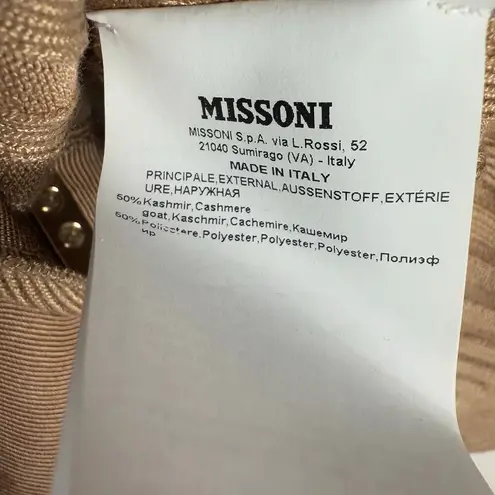 MISSONI
MISSONI S.p.A. via L.Rossi, 52
21040 Sumirago (VA) - Italy
MADE IN ITALY
PRINCIPALE,EXTERNAL,AUSSENSTOFF,EXTÉRIE
URE,НАРУЖНАЯ
50%Kashmir,Cashmere
goat,Kaschmir,Cachemire,Кашемир
50%Poliestere,Polyester,Polyester,Polyester,Полиэф
ир